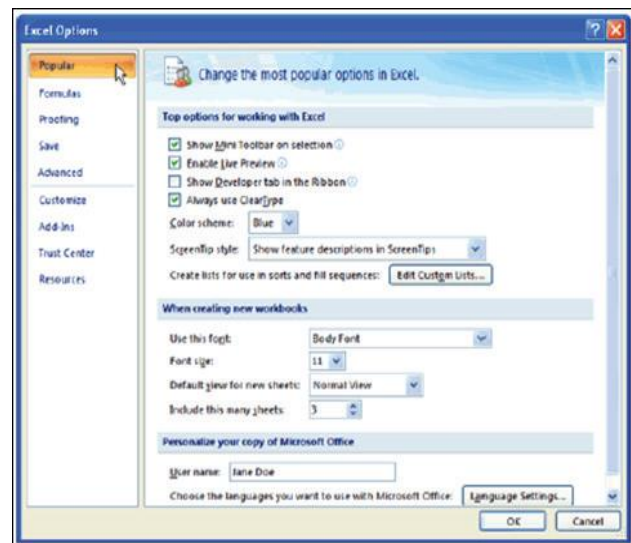 Excel Options
Popular
Formulas
Proofing
Save
Advanced
Customize
Add-Ins
Trust Center
Resources
Change the most popular options in Excel.
Top options for working with Excel
Show Mini Toolbar on selection
Enable Live Preview
Show Developer tab in the Ribbon
Always use ClearType
Color scheme: Blue
ScreenTip style: Show feature descriptions in ScreenTips
Create lists for use in sorts and fill sequences: Edit Custom Lists...
When creating new workbooks
Use this font: Body Font
Font size: 11
Default view for new sheets: Normal View
Include this many sheets: 3
Personalize your copy of Microsoft Office
User name: Jane Doe
Choose the languages you want to use with Microsoft Office: Language Settings...
OK Cancel